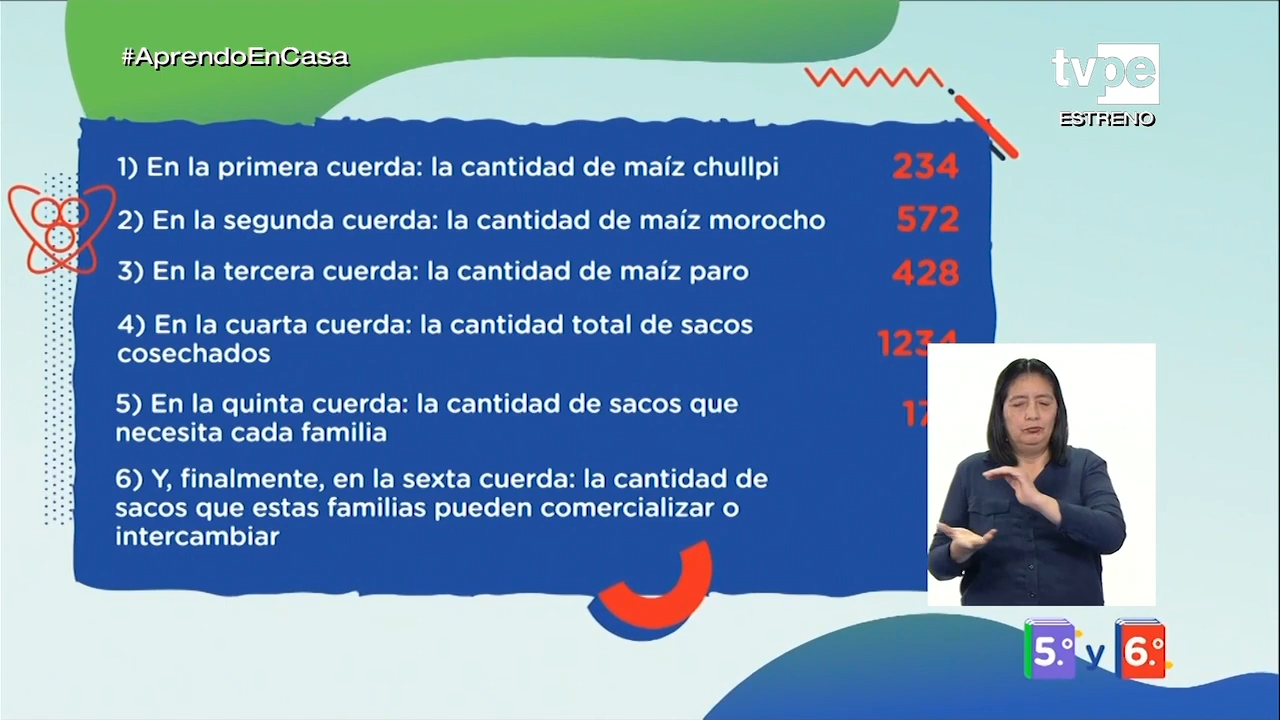 #AprendoEnCasa
tvpe
ESTRENO
1) En la primera cuerda: la cantidad de maíz chullpi 234
2) En la segunda cuerda: la cantidad de maíz morocho 572
3) En la tercera cuerda: la cantidad de maíz paro 428
4) En la cuarta cuerda: la cantidad total de sacos
cosechados 1234
5) En la quinta cuerda: la cantidad de sacos que
necesita cada familia
6) Y, finalmente, en la sexta cuerda: la cantidad de
sacos que estas familias pueden comercializar o
intercambiar
5.º y 6.º